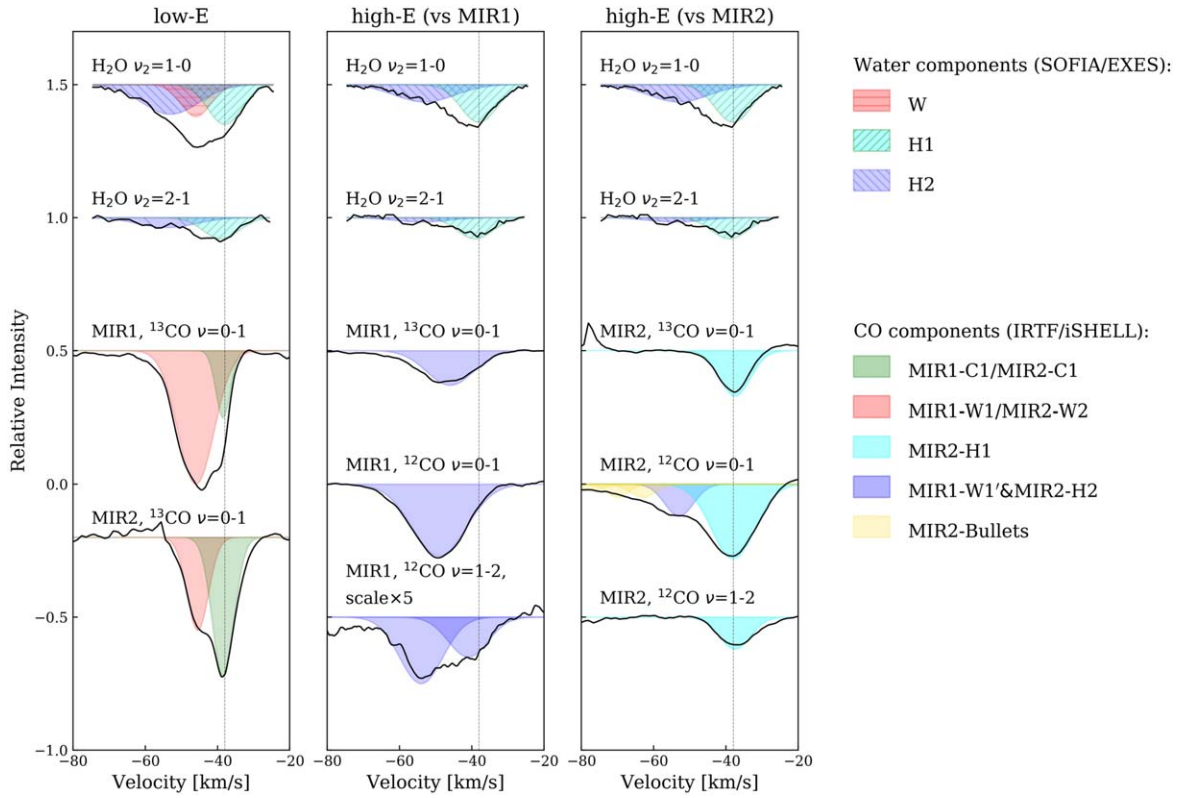 low-E
high-E (vs MIR1)
high-E (vs MIR2)
Relative Intensity
1.5
1.0
0.5
0.0
−0.5
−1.0
H₂O ν₂=1-0
H₂O ν₂=2-1
MIR1, ¹³CO ν=0-1
MIR2, ¹³CO ν=0-1
−80 −60 −40 −20
Velocity [km/s]
H₂O ν₂=1-0
H₂O ν₂=2-1
MIR1, ¹³CO ν=0-1
MIR1, ¹²CO ν=0-1
MIR1, ¹²CO ν=1-2,
scale×5
−80 −60 −40 −20
Velocity [km/s]
H₂O ν₂=1-0
H₂O ν₂=2-1
MIR2, ¹³CO ν=0-1
MIR2, ¹²CO ν=0-1
MIR2, ¹²CO ν=1-2
−80 −60 −40 −20
Velocity [km/s]
Water components (SOFIA/EXES):
W
H1
H2
CO components (IRTF/iSHELL):
MIR1-C1/MIR2-C1
MIR1-W1/MIR2-W2
MIR2-H1
MIR1-W1′&MIR2-H2
MIR2-Bullets